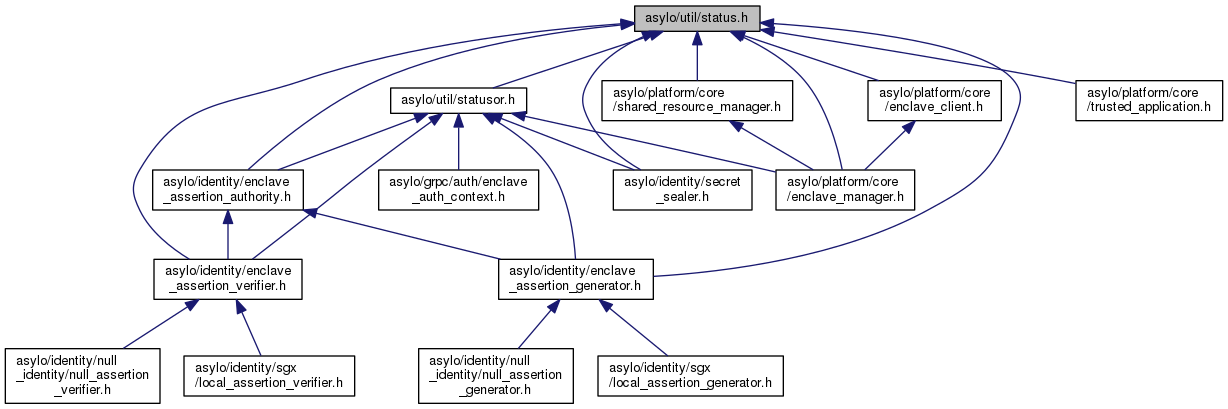 asylo/util/status.h
asylo/util/statusor.h
asylo/platform/core
/shared_resource_manager.h
asylo/platform/core
/enclave_client.h
asylo/platform/core
/trusted_application.h
asylo/identity/enclave
_assertion_authority.h
asylo/grpc/auth/enclave
_auth_context.h
asylo/identity/secret
_sealer.h
asylo/platform/core
/enclave_manager.h
asylo/identity/enclave
_assertion_verifier.h
asylo/identity/enclave
_assertion_generator.h
asylo/identity/null
_identity/null_assertion
_verifier.h
asylo/identity/sgx
/local_assertion_verifier.h
asylo/identity/null
_identity/null_assertion
_generator.h
asylo/identity/sgx
/local_assertion_generator.h